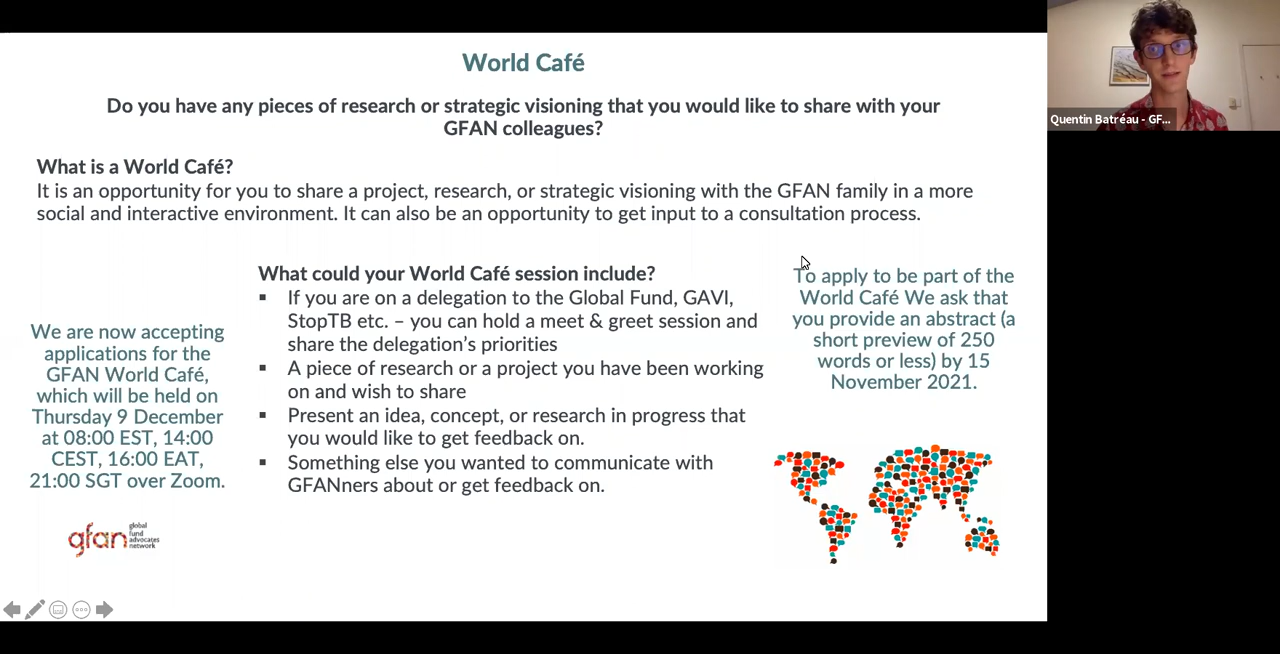 World Café
Do you have any pieces of research or strategic visioning that you would like to share with your
GFAN colleagues?
What is a World Café?
It is an opportunity for you to share a project, research, or strategic visioning with the GFAN family in a more
social and interactive environment. It can also be an opportunity to get input to a consultation process.
We are now accepting
applications for the
GFAN World Café,
which will be held on
Thursday 9 December
at 08:00 EST, 14:00
CEST, 16:00 EAT,
21:00 SGT over Zoom.
What could your World Café session include?
▪ If you are on a delegation to the Global Fund, GAVI,
StopTB etc. – you can hold a meet & greet session and
share the delegation's priorities
▪ A piece of research or a project you have been working
on and wish to share
▪ Present an idea, concept, or research in progress that
you would like to get feedback on.
▪ Something else you wanted to communicate with
GFANners about or get feedback on.
To apply to be part of the
World Café We ask that
you provide an abstract (a
short preview of 250
words or less) by 15
November 2021.
gfan
global
fund
advocates
network
Quentin Batréau - GF...